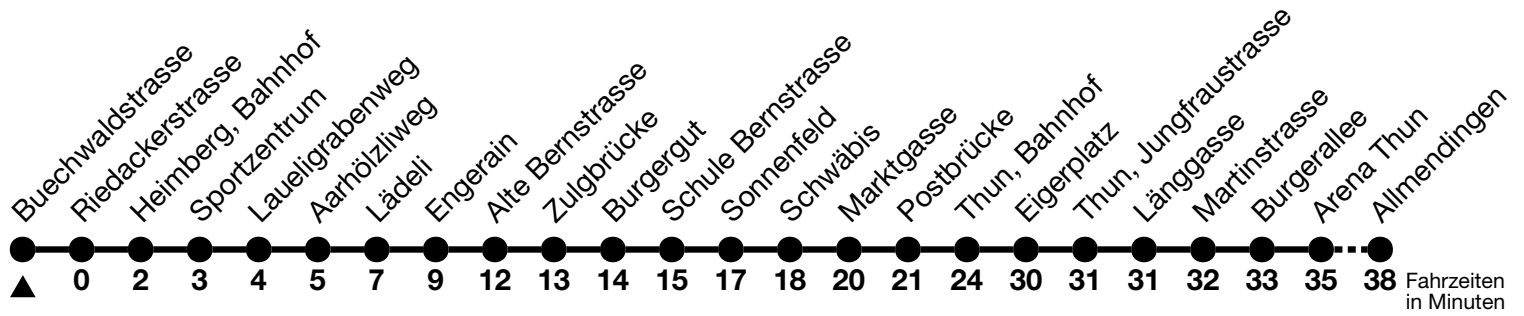 Buechwaldstrasse
Riedackerstrasse
Heimberg, Bahnhof
Sportzentrum
Laueligrabenweg
Aarhölzliweg
Lädeli
Engerain
Alte Bernstrasse
Zulgbrücke
Burgergut
Schule Bernstrasse
Sonnenfeld
Schwäbis
Marktgasse
Postbrücke
Thun, Bahnhof
Eigerplatz
Thun, Jungfraustrasse
Länggasse
Martinstrasse
Burgerallee
Arena Thun
Allmendingen
0 2 3 4 5 7 9 12 13 14 15 17 18 20 21 24 30 31 31 32 33 35 38
Fahrzeiten
in Minuten